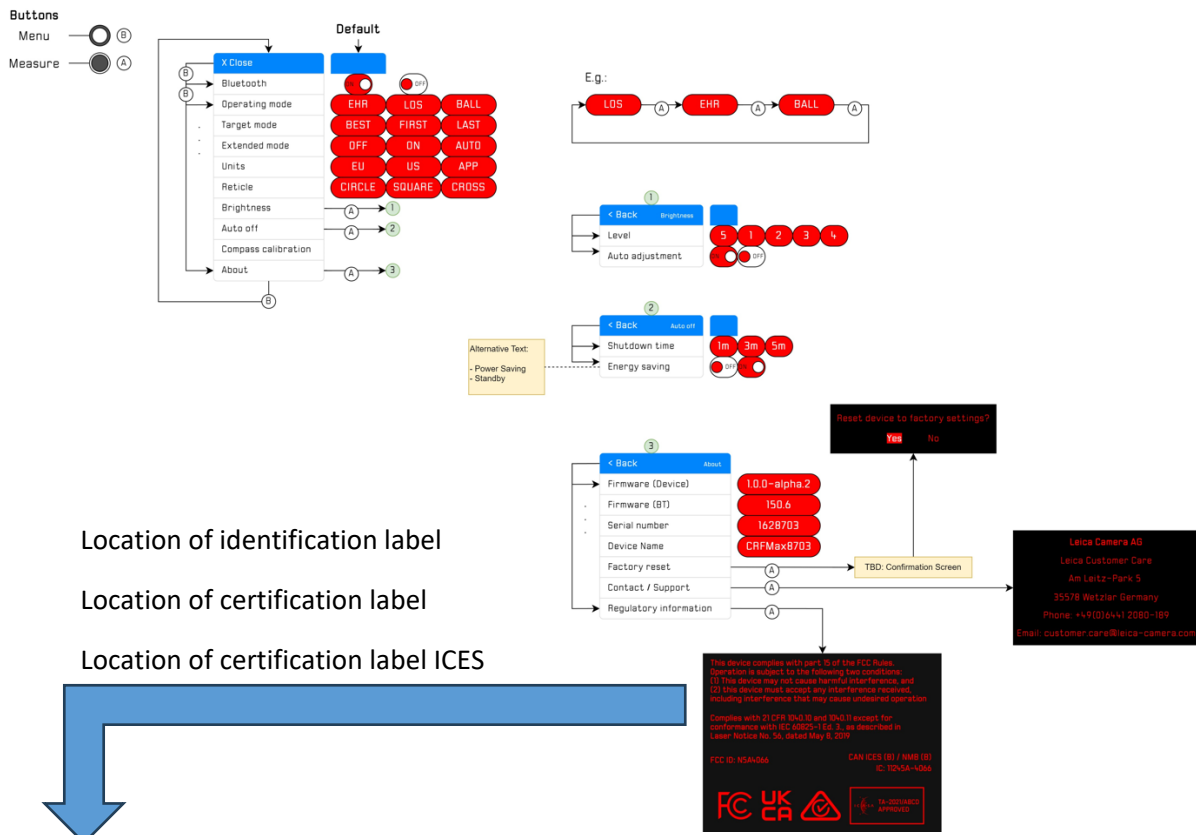 Buttons
Menu B
Measure A
Default
X Close
Bluetooth ON OFF
Operating mode EHR LOS BALL
Target mode BEST FIRST LAST
Extended mode OFF ON AUTO
Units EU US APP
Reticle CIRCLE SQUARE CROSS
Brightness A 1
Auto off A 2
Compass calibration
About A 3
B
B
B
E.g.:
LOS A EHR A BALL A
1
< Back Brightness
Level 5 1 2 3 4
Auto adjustment ON OFF
2
< Back Auto off
Shutdown time 1m 3m 5m
Energy saving OFF ON
Alternative Text:
- Power Saving
- Standby
3
< Back About
Firmware (Device) 1.0.0-alpha.2
Firmware (BT) 150.6
Serial number 1628703
Device Name CRFMax8703
Factory reset A TBD: Confirmation Screen
Contact / Support A
Regulatory information A
Reset device to factory settings?
Yes No
Leica Camera AG
Leica Customer Care
Am Leitz-Park 5
35578 Wetzlar Germany
Phone: +49(0)6441 2080-189
Email: customer.care@leica-camera.com
Location of identification label
Location of certification label
Location of certification label ICES
This device complies with part 15 of the FCC Rules.
Operation is subject to the following two conditions:
(1) This device may not cause harmful interference, and
(2) this device must accept any interference received,
including interference that may cause undesired operation
Complies with 21 CFR 1040.10 and 1040.11 except for
conformance with IEC 60825-1 Ed. 3., as described in
Laser Notice No. 56, dated May 8, 2019
FCC ID: N5A4066 CAN ICES (B) / NMB (B)
IC: 11245A-4066
FC UK CA TA-2021/ABCD
APPROVED